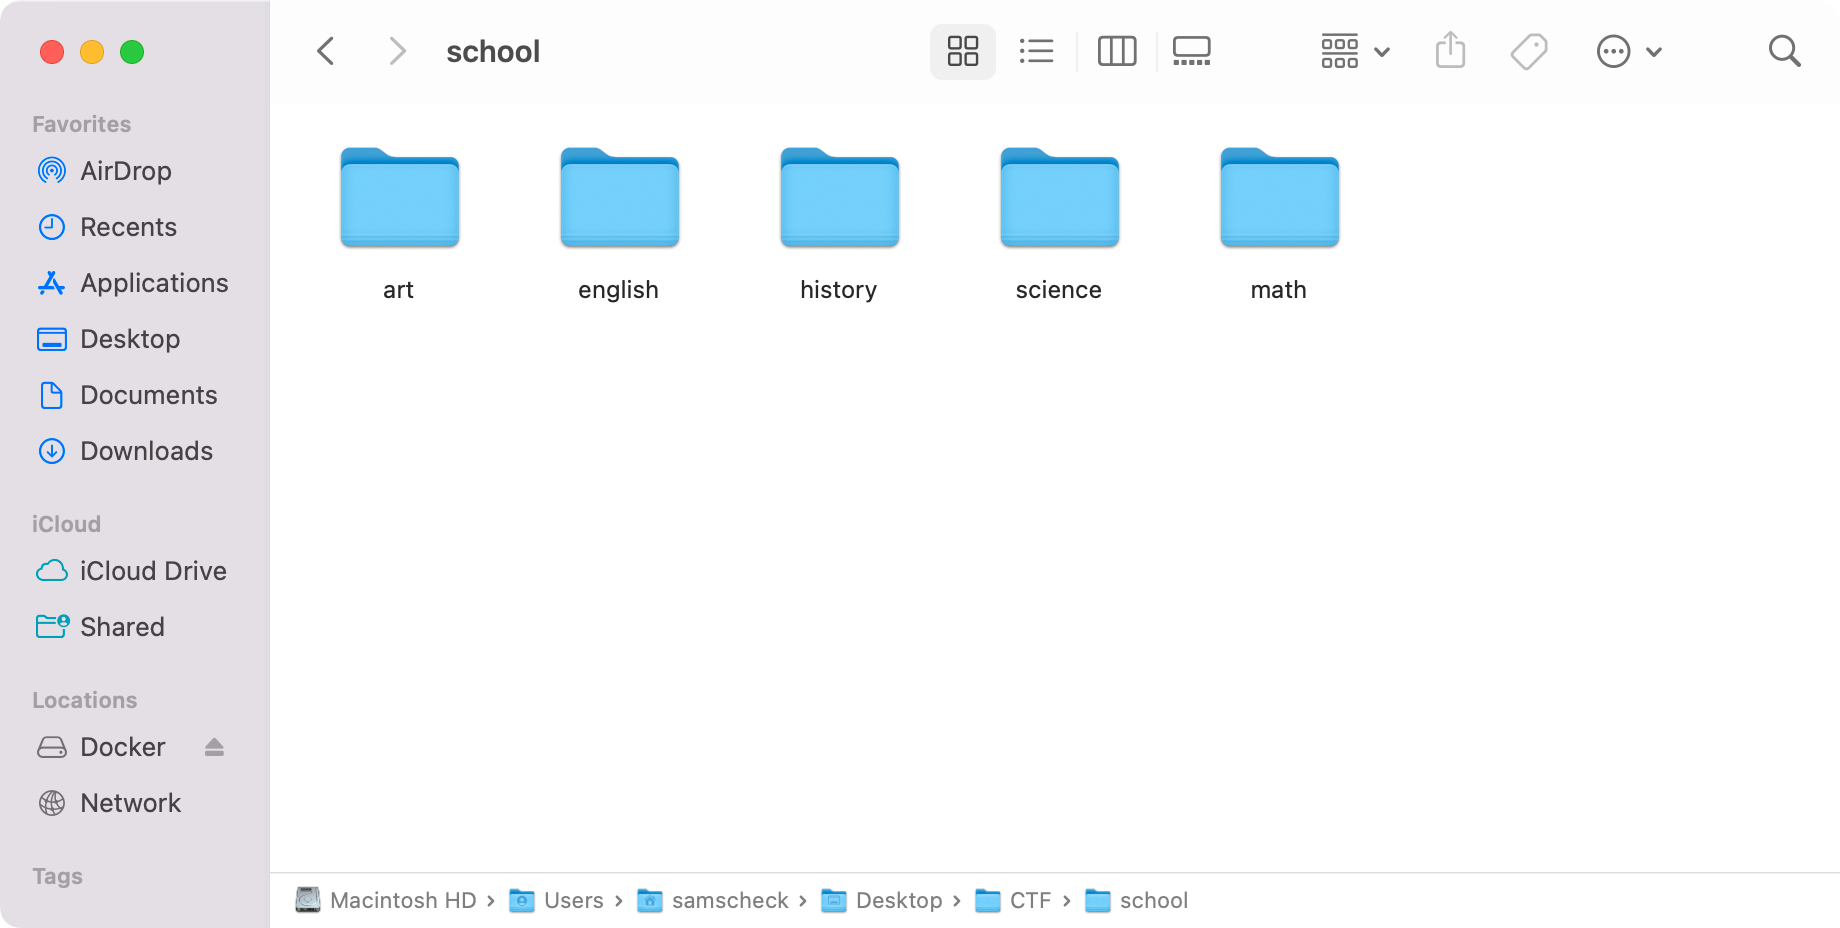 school
Favorites
AirDrop
Recents
Applications
Desktop
Documents
Downloads
iCloud
iCloud Drive
Shared
Locations
Docker
Network
Tags
art
english
history
science
math
Macintosh HD › Users › samscheck › Desktop › CTF › school